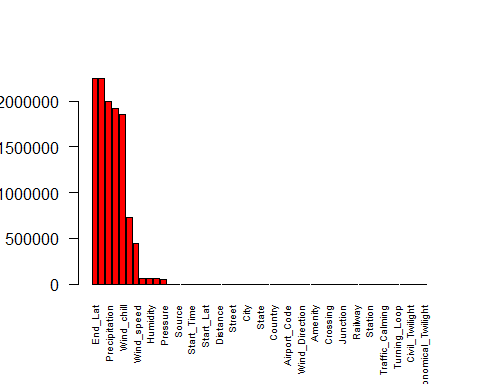 2000000
1500000
1000000
500000
0
End_Lat
Precipitation
Wind_chill
Wind_speed
Humidity
Pressure
Source
Start_Time
Start_Lat
Distance
Street
City
State
Country
Airport_Code
Wind_Direction
Amenity
Crossing
Junction
Railway
Station
Traffic_Calming
Turning_Loop
Civil_Twilight
onomical_Twilight